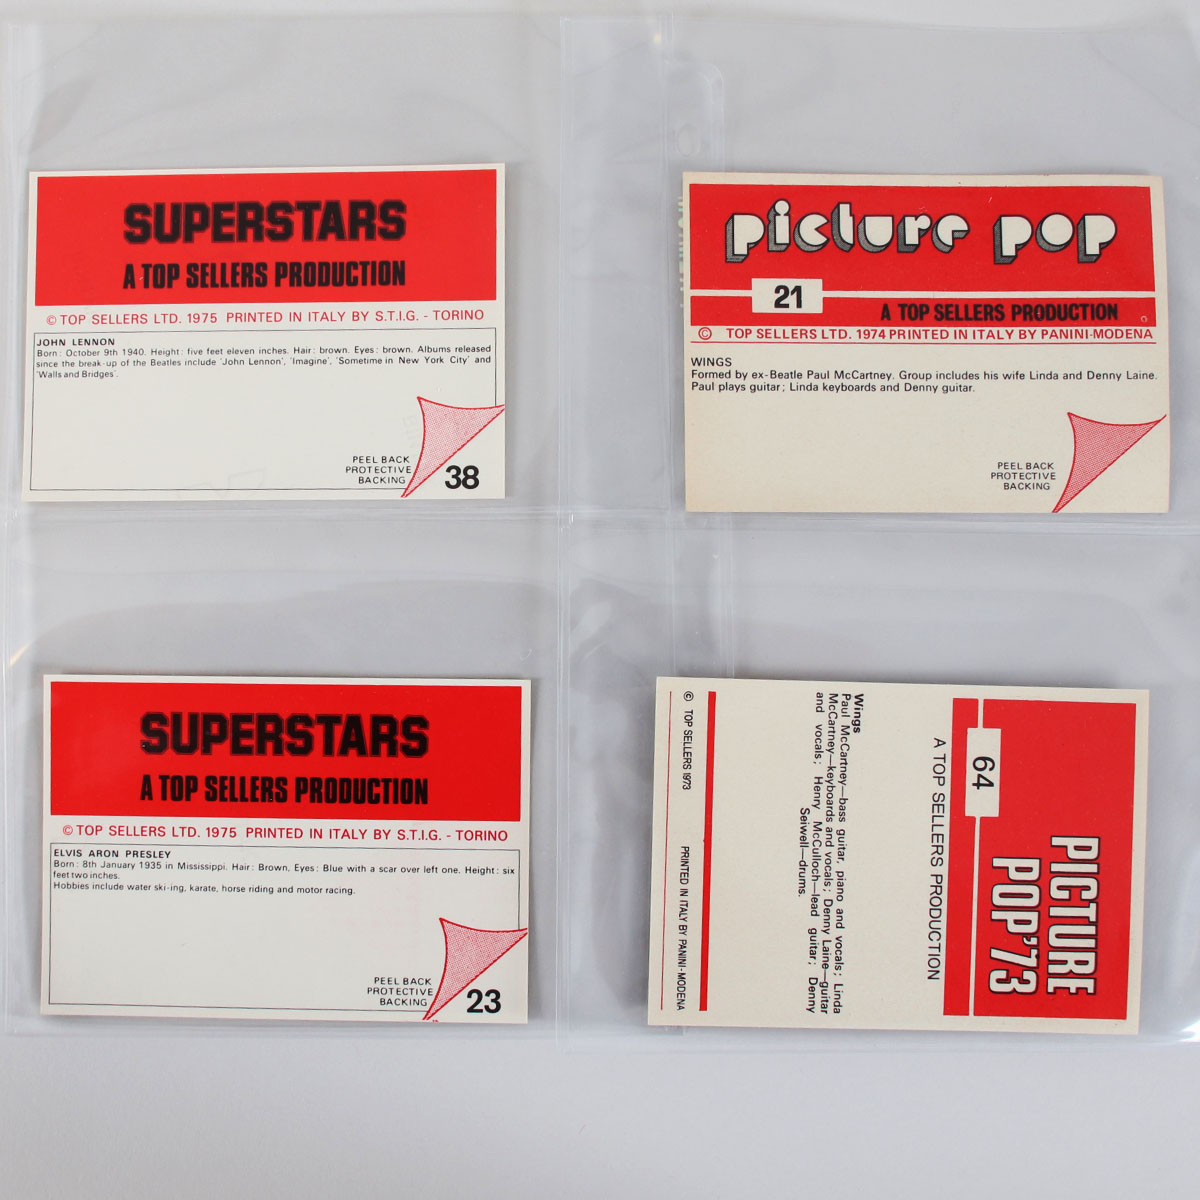 SUPERSTARS
A TOP SELLERS PRODUCTION
© TOP SELLERS LTD. 1975 PRINTED IN ITALY BY S.T.I.G. - TORINO
JOHN LENNON
Born: October 9th 1940. Height: five feet eleven inches. Hair: brown. Eyes: brown. Albums released
since the break-up of the Beatles include 'John Lennon', 'Imagine', 'Sometime in New York City' and
'Walls and Bridges'.
PEEL BACK
PROTECTIVE
BACKING
38
picture pop
21
A TOP SELLERS PRODUCTION
© TOP SELLERS LTD. 1974 PRINTED IN ITALY BY PANINI-MODENA
WINGS
Formed by ex-Beatle Paul McCartney. Group includes his wife Linda and Denny Laine.
Paul plays guitar; Linda keyboards and Denny guitar.
PEEL BACK
PROTECTIVE
BACKING
SUPERSTARS
A TOP SELLERS PRODUCTION
© TOP SELLERS LTD. 1975 PRINTED IN ITALY BY S.T.I.G. - TORINO
ELVIS ARON PRESLEY
Born: 8th January 1935 in Mississippi. Hair: Brown, Eyes: Blue with a scar over left one. Height: six
feet two inches.
Hobbies include water ski-ing, karate, horse riding and motor racing.
PEEL BACK
PROTECTIVE
BACKING
23
PICTURE
POP'73
64
A TOP SELLERS PRODUCTION
Wings
Paul McCartney—bass guitar, piano and vocals; Linda
McCartney—keyboards and vocals; Denny Laine—guitar
and vocals; Henry McCulloch—lead guitar; Denny
Seiwell—drums.
© TOP SELLERS 1973 PRINTED IN ITALY BY PANINI-MODENA